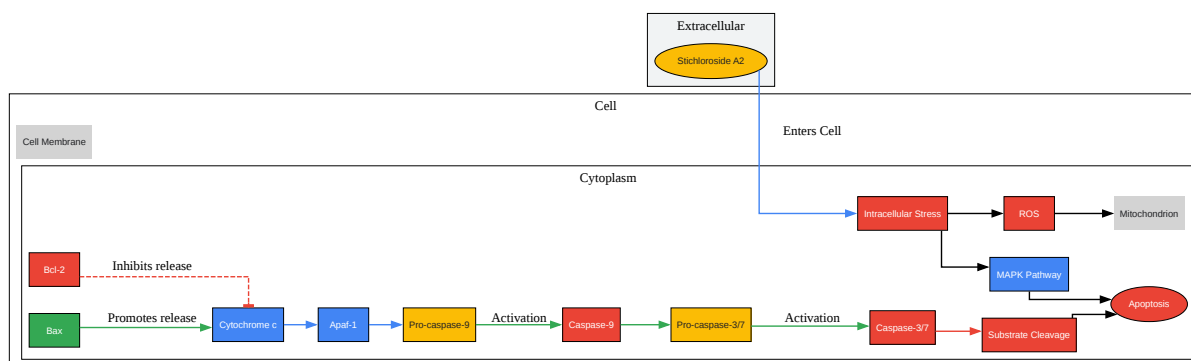 Extracellular
Stichloroside A2
Cell
Enters Cell
Cell Membrane
Cytoplasm
Intracellular Stress
ROS
Mitochondrion
Bcl-2
Inhibits release
MAPK Pathway
Apoptosis
Bax
Promotes release
Cytochrome c
Apaf-1
Pro-caspase-9
Activation
Caspase-9
Pro-caspase-3/7
Activation
Caspase-3/7
Substrate Cleavage